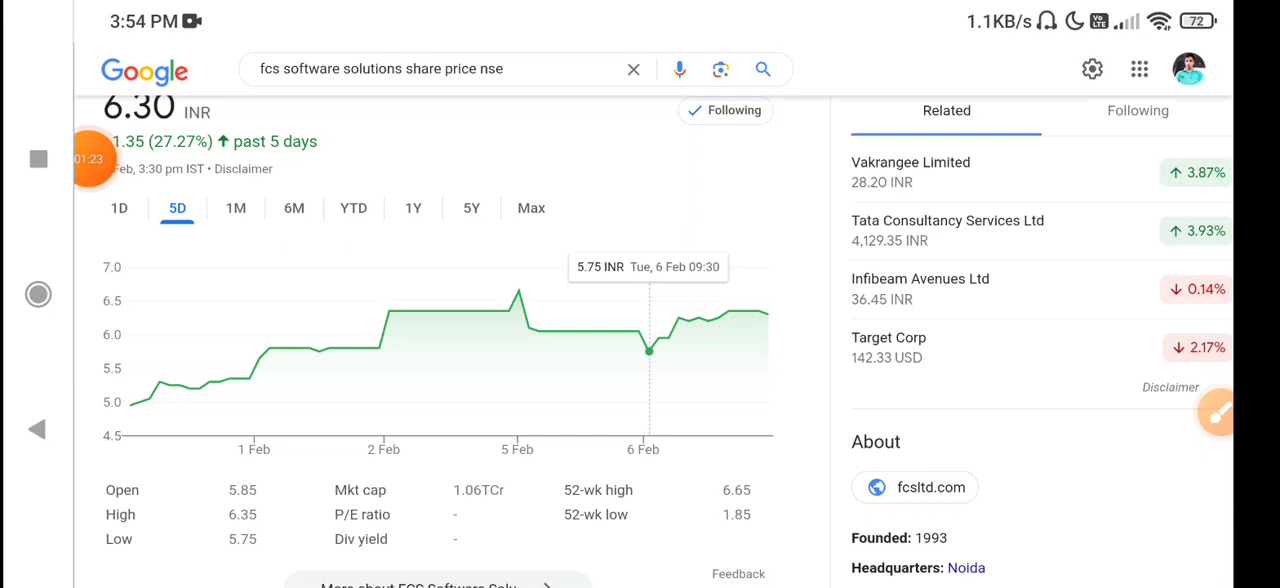 3:54 PM
1.1KB/s Vo LTE 72
Google
fcs software solutions share price nse
6.30 INR
Following
1.35 (27.27%) ↑ past 5 days
01:23
Feb, 3:30 pm IST • Disclaimer
1D 5D 1M 6M YTD 1Y 5Y Max
5.75 INR Tue, 6 Feb 09:30
7.0
6.5
6.0
5.5
5.0
4.5
1 Feb 2 Feb 5 Feb 6 Feb
Open 5.85 Mkt cap 1.06TCr 52-wk high 6.65
High 6.35 P/E ratio - 52-wk low 1.85
Low 5.75 Div yield -
More about FCS Software Solu...
Feedback
Related Following
Vakrangee Limited
28.20 INR
↑ 3.87%
Tata Consultancy Services Ltd
4,129.35 INR
↑ 3.93%
Infibeam Avenues Ltd
36.45 INR
↓ 0.14%
Target Corp
142.33 USD
↓ 2.17%
Disclaimer
About
fcsltd.com
Founded: 1993
Headquarters: Noida